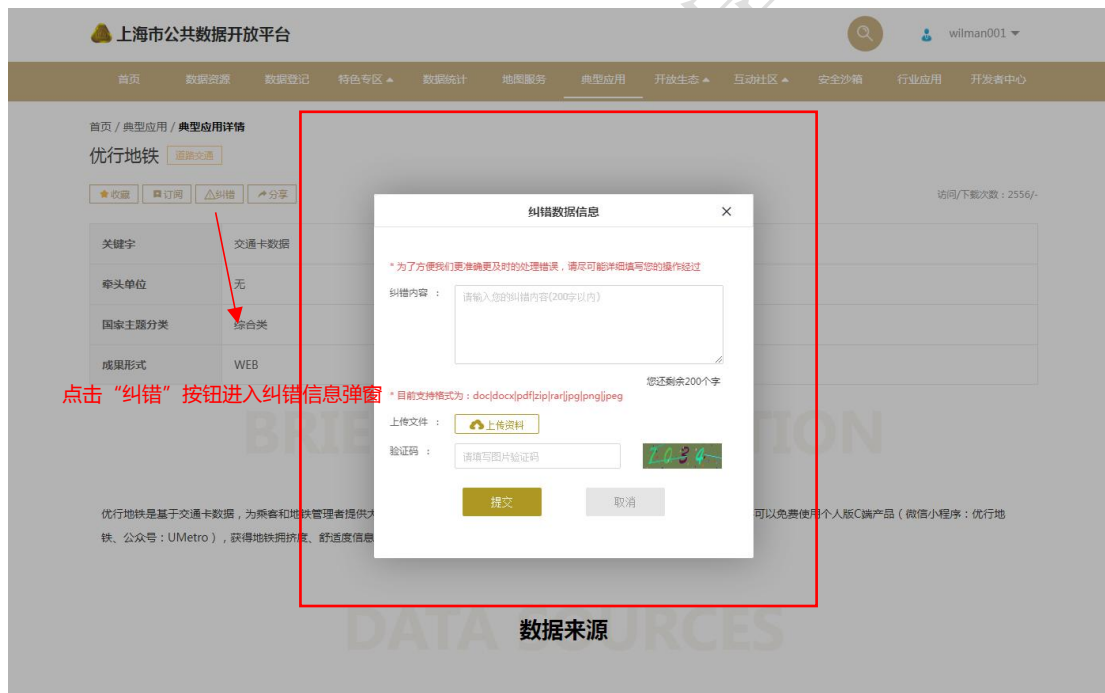 上海市公共数据开放平台
wilman001
首页 数据资源 数据登记 特色专区 数据统计 地图服务 典型应用 开放生态 互动社区 安全沙箱 行业应用 开发者中心
首页 / 典型应用 / 典型应用详情
优行地铁 道路交通
收藏 订阅 纠错 分享
访问/下载次数：2556/-
纠错数据信息
关键字 交通卡数据
牵头单位 无
国家主题分类 综合类
成果形式 WEB
* 为了方便我们更准确更及时的处理错误，请尽可能详细填写您的操作经过
纠错内容 ：
请输入您的纠错内容(200字以内)
您还剩余200个字
点击“纠错”按钮进入纠错信息弹窗
* 目前支持格式为：doc|docx|pdf|zip|rar|jpg|png|jpeg
上传文件 ： 上传资料
验证码 ： 请填写图片验证码 Z034
提交 取消
优行地铁是基于交通卡数据，为乘客和地铁管理者提供大
可以免费使用个人版C端产品（微信小程序：优行地
铁、公众号：UMetro），获得地铁拥挤度、舒适度信息
DATA SOURCES
数据来源